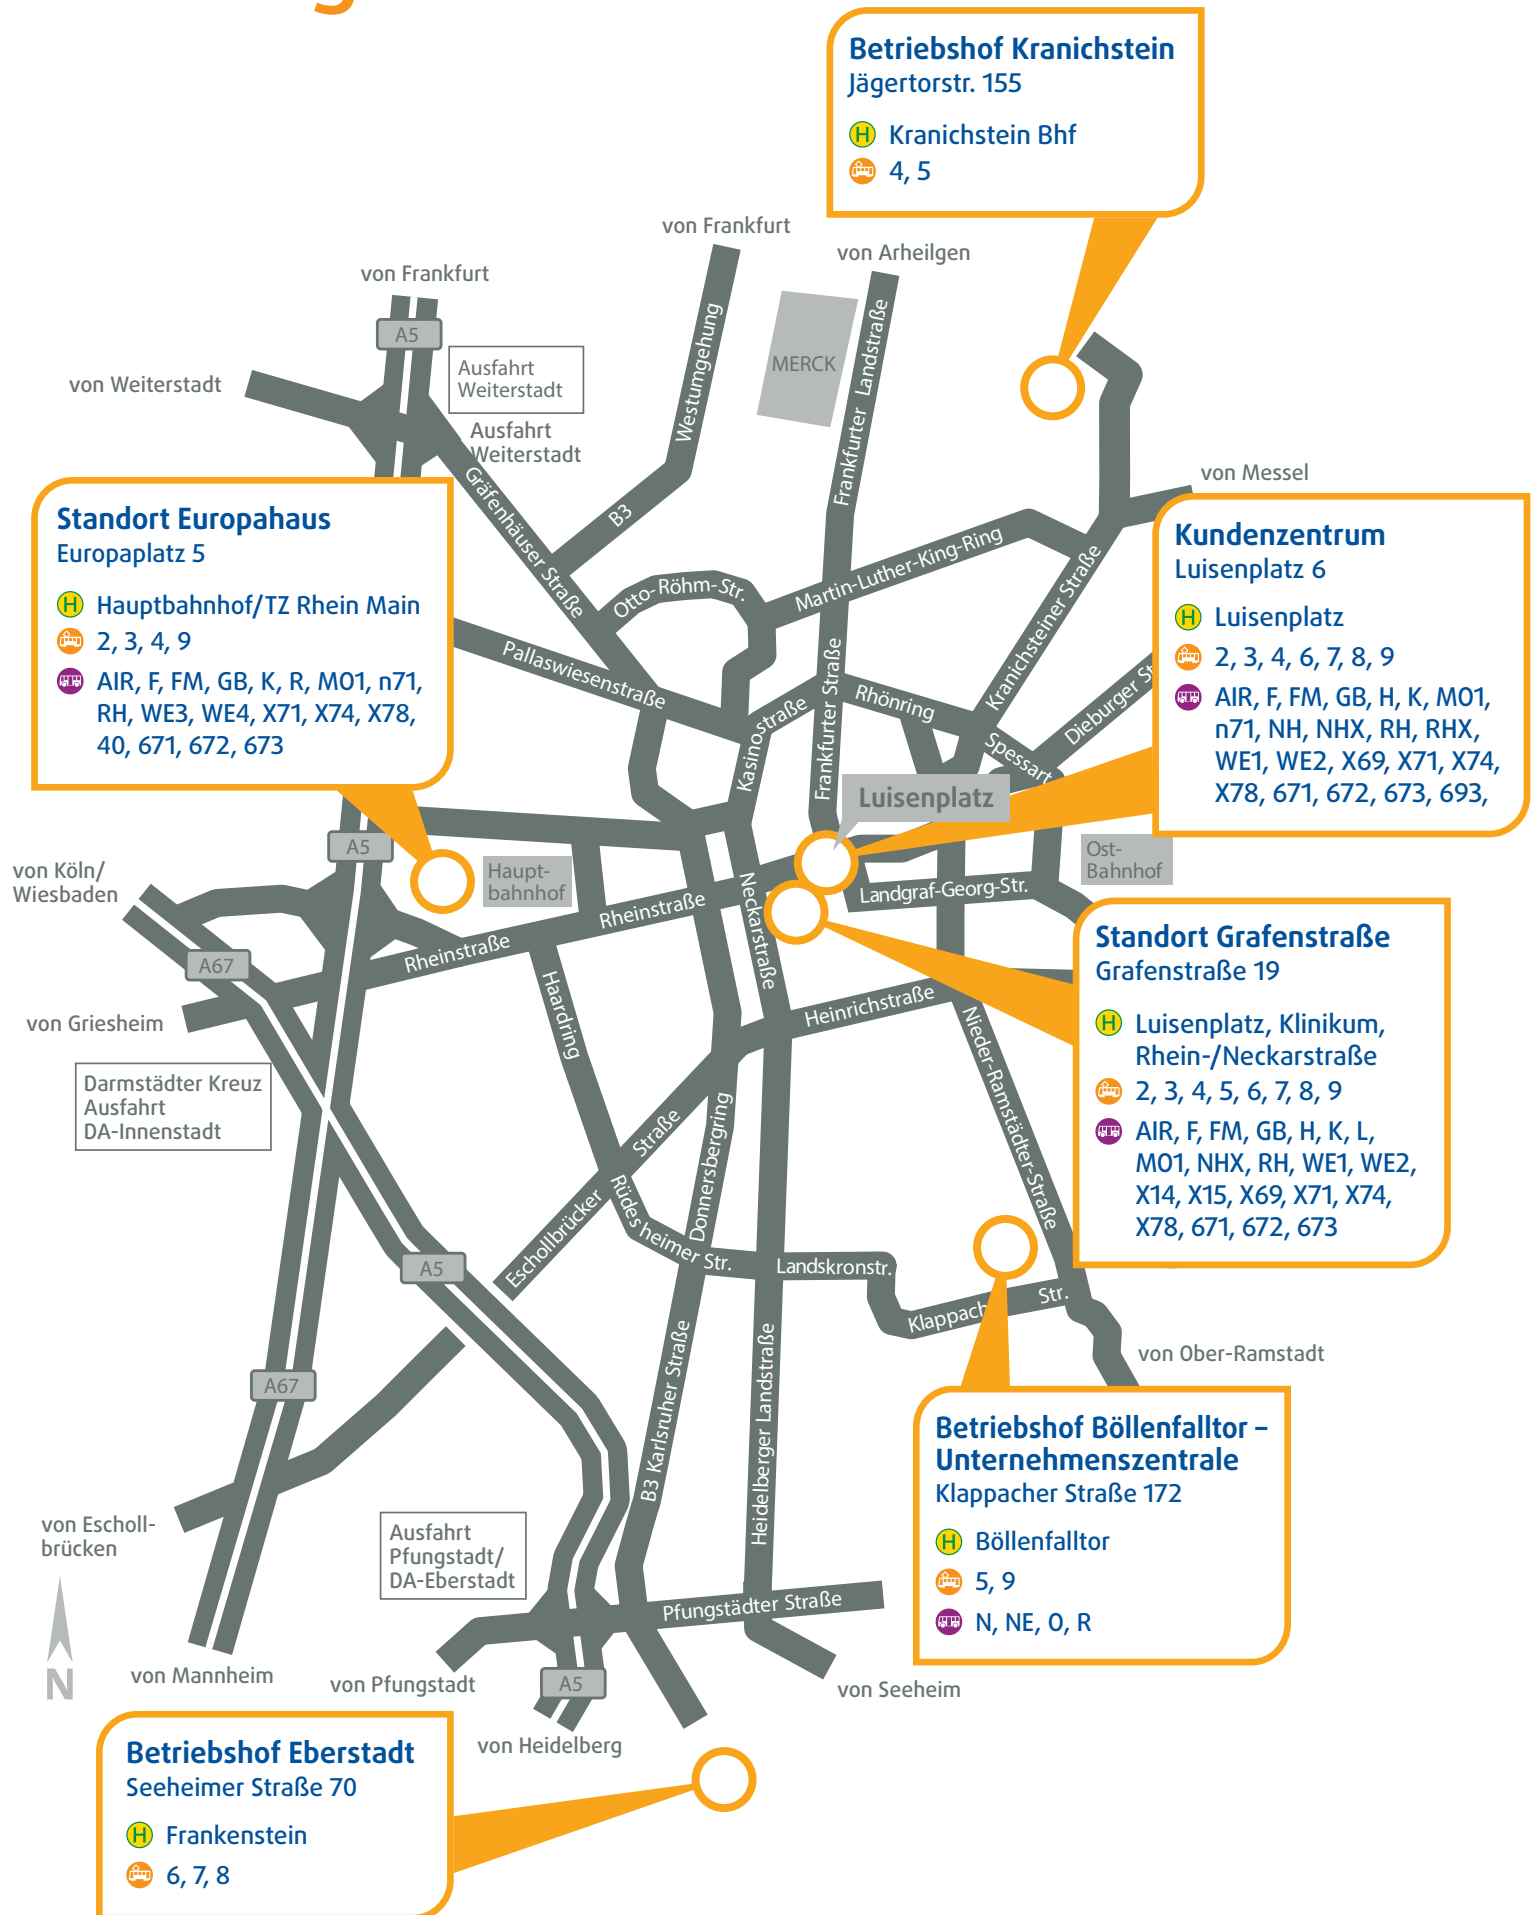 Betriebshof Kranichstein
Jägertorstr. 155
H Kranichstein Bhf
4, 5
von Frankfurt
von Arheilgen
von Frankfurt
A5
MERCK
Westumgehung
Frankfurter Landstraße
Ausfahrt
Weiterstadt
von Weiterstadt
Ausfahrt
Weiterstadt
von Messel
Gräfenhäuser Straße
B3
Standort Europahaus
Europaplatz 5
H Hauptbahnhof/TZ Rhein Main
2, 3, 4, 9
AIR, F, FM, GB, K, R, MO1, n71,
RH, WE3, WE4, X71, X74, X78,
40, 671, 672, 673
Otto-Röhm-Str.
Martin-Luther-King-Ring
Kranichsteiner Straße
Kundenzentrum
Luisenplatz 6
H Luisenplatz
2, 3, 4, 6, 7, 8, 9
AIR, F, FM, GB, H, K, MO1,
n71, NH, NHX, RH, RHX,
WE1, WE2, X69, X71, X74,
X78, 671, 672, 673, 693,
Pallaswiesenstraße
Kasinostraße
Frankfurter Straße
Rhönring
Spessart
Dieburger St
Luisenplatz
A5
Haupt-
bahnhof
Ost-
Bahnhof
von Köln/
Wiesbaden
Rheinstraße
Neckarstraße
Landgraf-Georg-Str.
A67
Rheinstraße
Haardring
Heinrichstraße
Standort Grafenstraße
Grafenstraße 19
H Luisenplatz, Klinikum,
Rhein-/Neckarstraße
2, 3, 4, 5, 6, 7, 8, 9
AIR, F, FM, GB, H, K, L,
MO1, NHX, RH, WE1, WE2,
X14, X15, X69, X71, X74,
X78, 671, 672, 673
von Griesheim
Darmstädter Kreuz
Ausfahrt
DA-Innenstadt
Nieder-Ramstädter-Straße
Eschollbrücker Straße
Donnersbergring
Rüdesheimer Str.
Landskronstr.
A5
Klappach Str.
von Ober-Ramstadt
B3 Karlsruher Straße
Heidelberger Landstraße
A67
Betriebshof Böllenfalltor –
Unternehmenszentrale
Klappacher Straße 172
H Böllenfalltor
5, 9
N, NE, O, R
von Escholl-
brücken
Ausfahrt
Pfungstadt/
DA-Eberstadt
Pfungstädter Straße
N
von Mannheim
von Pfungstadt
A5
von Seeheim
von Heidelberg
Betriebshof Eberstadt
Seeheimer Straße 70
H Frankenstein
6, 7, 8